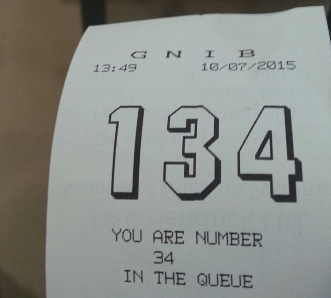 G N I B
13:49 10/07/2015
134
YOU ARE NUMBER
34
IN THE QUEUE